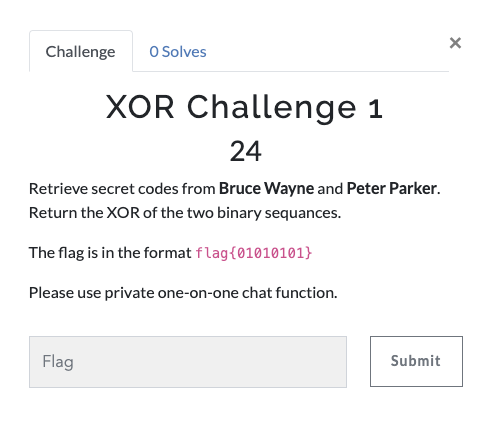 Challenge
0 Solves
×
XOR Challenge 1
24
Retrieve secret codes from Bruce Wayne and Peter Parker.
Return the XOR of the two binary sequances.
The flag is in the format flag{01010101}
Please use private one-on-one chat function.
Flag
Submit